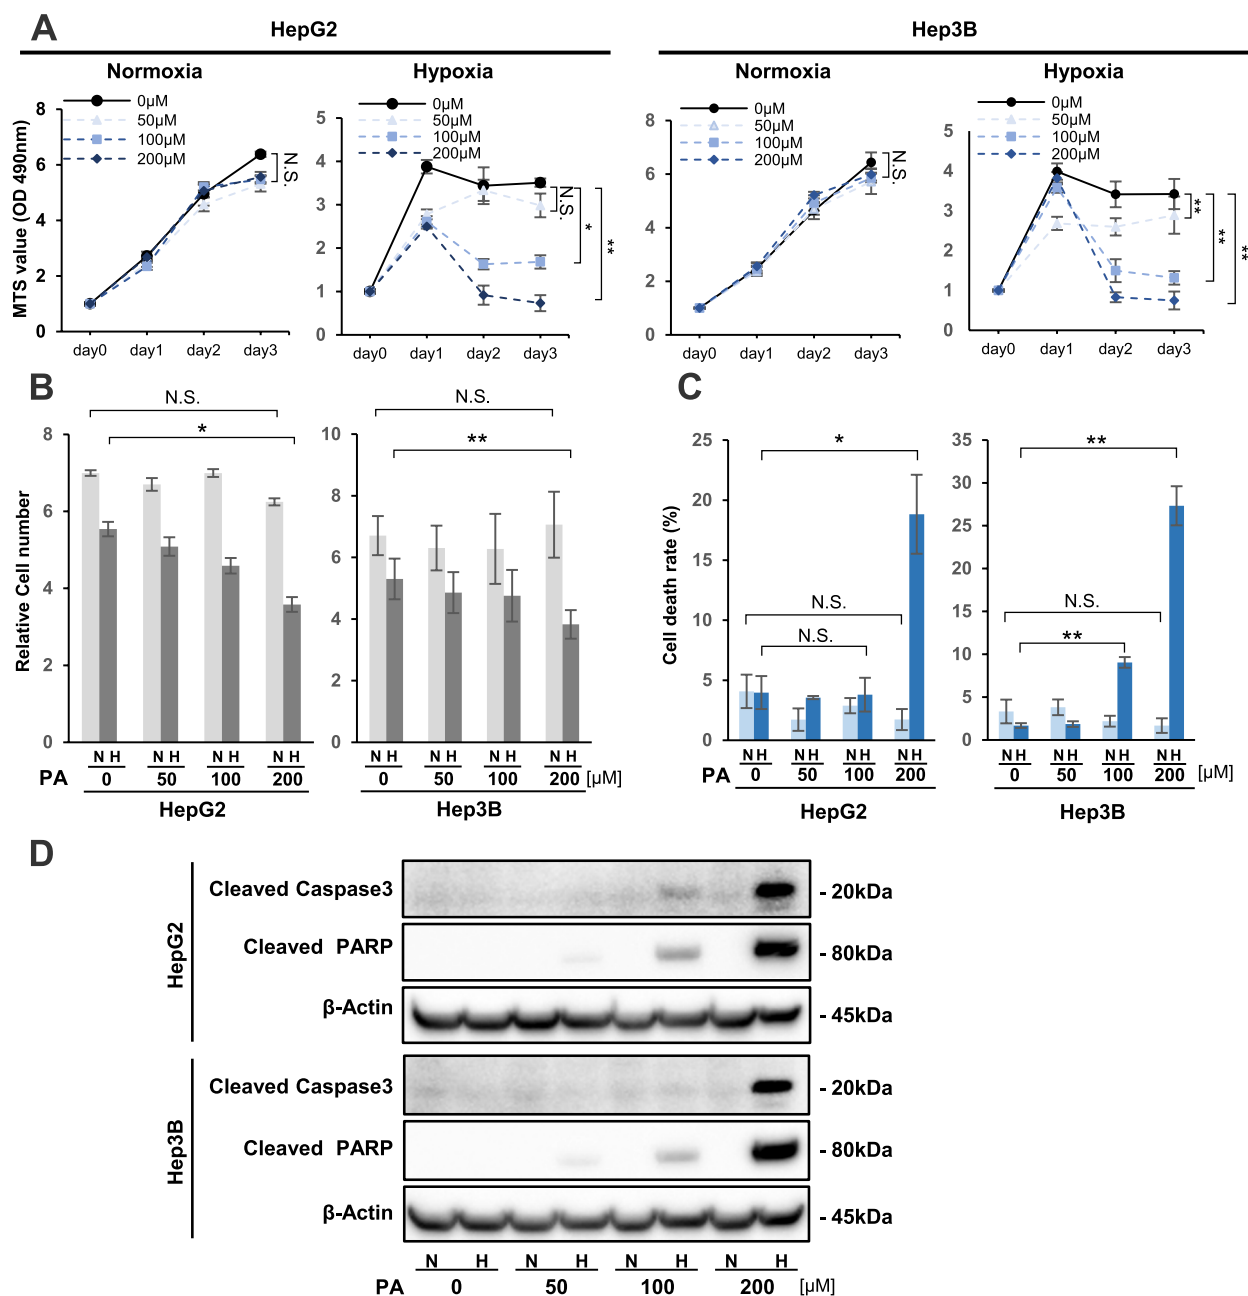 A
HepG2
Hep3B
Normoxia
Hypoxia
Normoxia
Hypoxia
0μM
50μM
100μM
200μM
0μM
50μM
100μM
200μM
0μM
50μM
100μM
200μM
0μM
50μM
100μM
200μM
MTS value (OD 490nm)
8
6
4
2
0
N.S.
day0 day1 day2 day3
5
4
3
2
1
0
N.S.
*
**
day0 day1 day2 day3
8
6
4
2
0
N.S.
day0 day1 day2 day3
5
4
3
2
1
0
**
**
**
day0 day1 day2 day3
B
Relative Cell number
N.S.
*
8
6
4
2
0
N H N H N H N H
PA 0 50 100 200
HepG2
N.S.
**
10
8
6
4
2
0
N H N H N H N H
0 50 100 200 [μM]
Hep3B
C
Cell death rate (%)
*
N.S.
N.S.
25
20
15
10
5
0
N H N H N H N H
PA 0 50 100 200
HepG2
**
N.S.
**
35
30
25
20
15
10
5
0
N H N H N H N H
0 50 100 200 [μM]
Hep3B
D
HepG2
Cleaved Caspase3 - 20kDa
Cleaved PARP - 80kDa
β-Actin - 45kDa
Hep3B
Cleaved Caspase3 - 20kDa
Cleaved PARP - 80kDa
β-Actin - 45kDa
N H N H N H N H
PA 0 50 100 200 [μM]